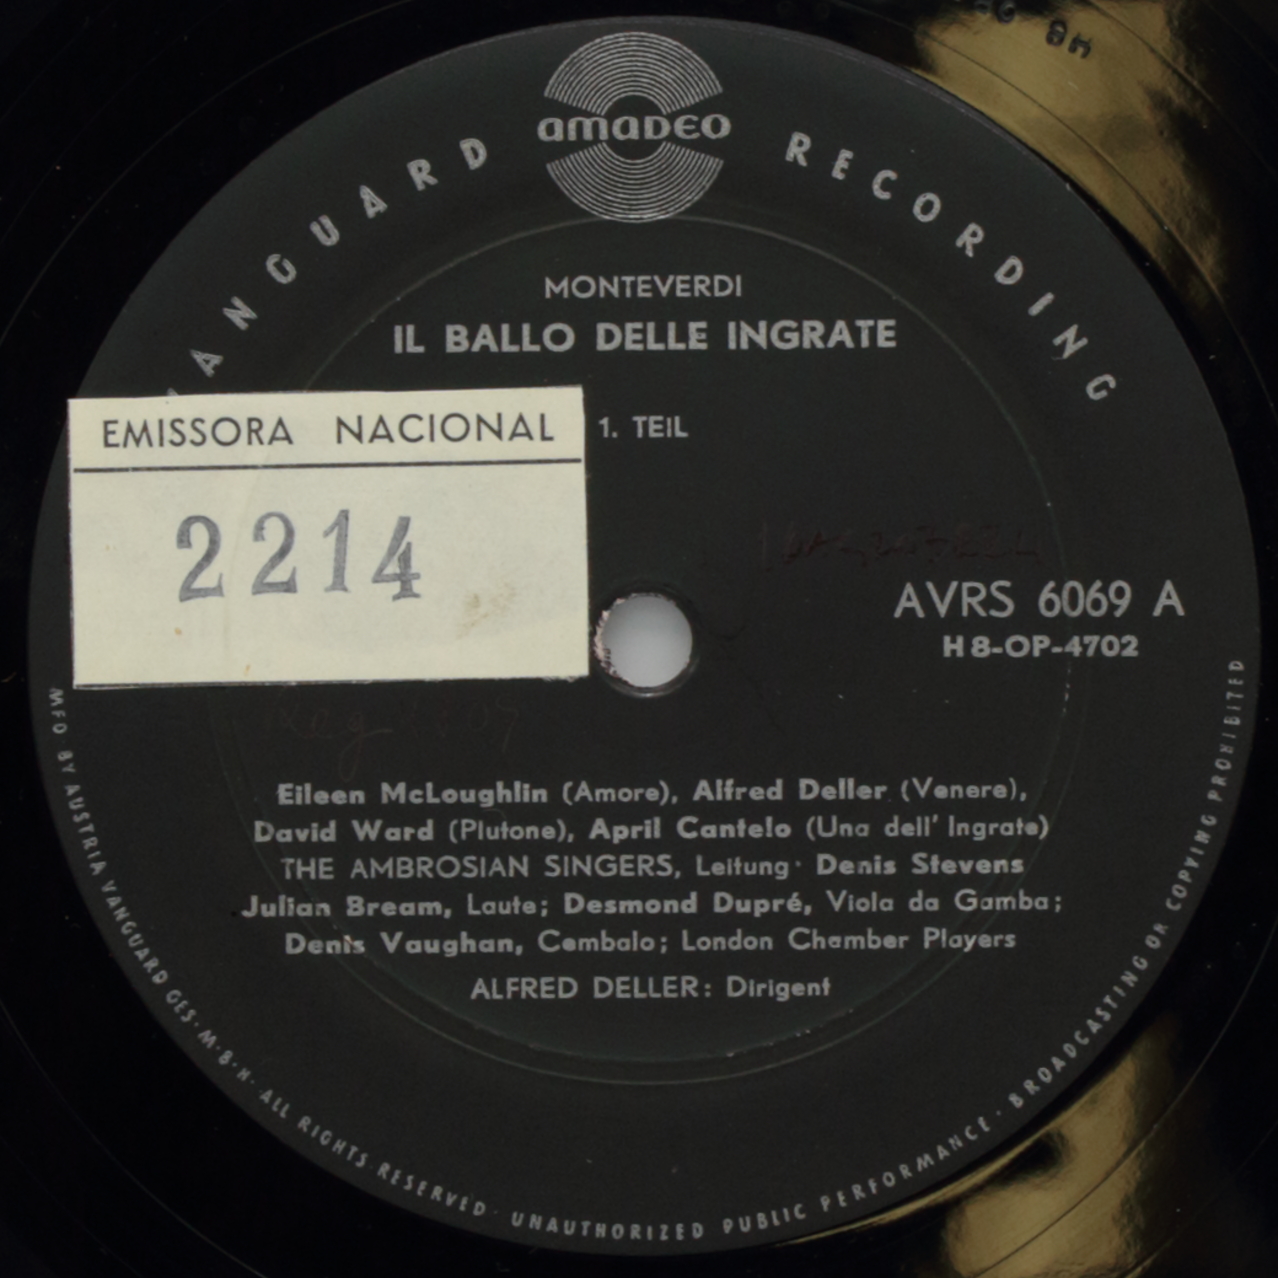 amadeo
VANGUARD RECORDING
MONTEVERDI
IL BALLO DELLE INGRATE
EMISSORA NACIONAL
1. TEIL
2214
AVRS 6069 A
H8-OP-4702
Eileen McLoughlin (Amore), Alfred Deller (Venere),
David Ward (Plutone), April Cantelo (Una dell' Ingrate)
THE AMBROSIAN SINGERS, Leitung· Denis Stevens
Julian Bream, Laute; Desmond Dupré, Viola da Gamba;
Denis Vaughan, Cembalo; London Chamber Players
ALFRED DELLER: Dirigent
MFD BY AUSTRIA VANGUARD GES·M·B·H· ALL RIGHTS RESERVED· UNAUTHORIZED PUBLIC PERFORMANCE· BROADCASTING OR COPYING PROHIBITED